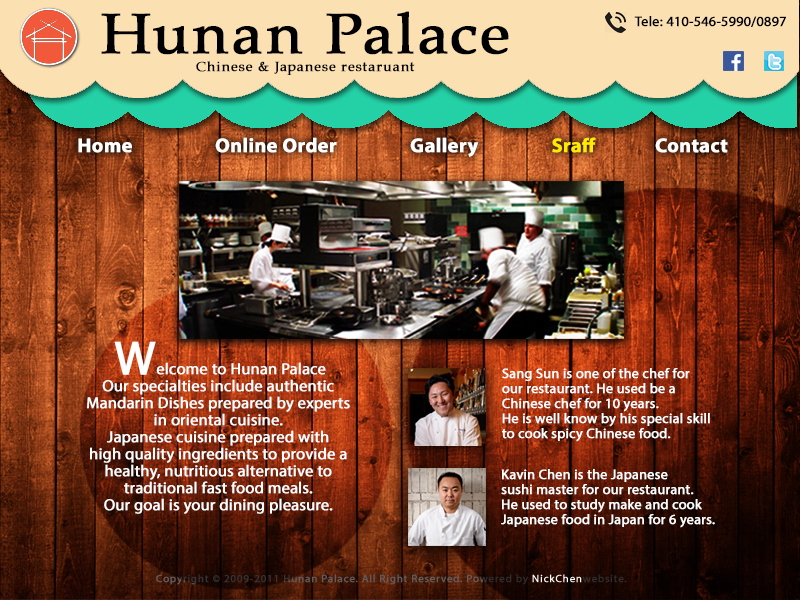 Hunan Palace
Chinese & Japanese restaruant
Tele: 410-546-5990/0897
Home Online Order Gallery Sraff Contact
Welcome to Hunan Palace
Our specialties include authentic
Mandarin Dishes prepared by experts
in oriental cuisine.
Japanese cuisine prepared with
high quality ingredients to provide a
healthy, nutritious alternative to
traditional fast food meals.
Our goal is your dining pleasure.
Sang Sun is one of the chef for
our restaurant. He used be a
Chinese chef for 10 years.
He is well know by his special skill
to cook spicy Chinese food.
Kavin Chen is the Japanese
sushi master for our restaurant.
He used to study make and cook
Japanese food in Japan for 6 years.
Copyright © 2009-2011 Hunan Palace. All Right Reserved. Powered by NickChenwebsite.